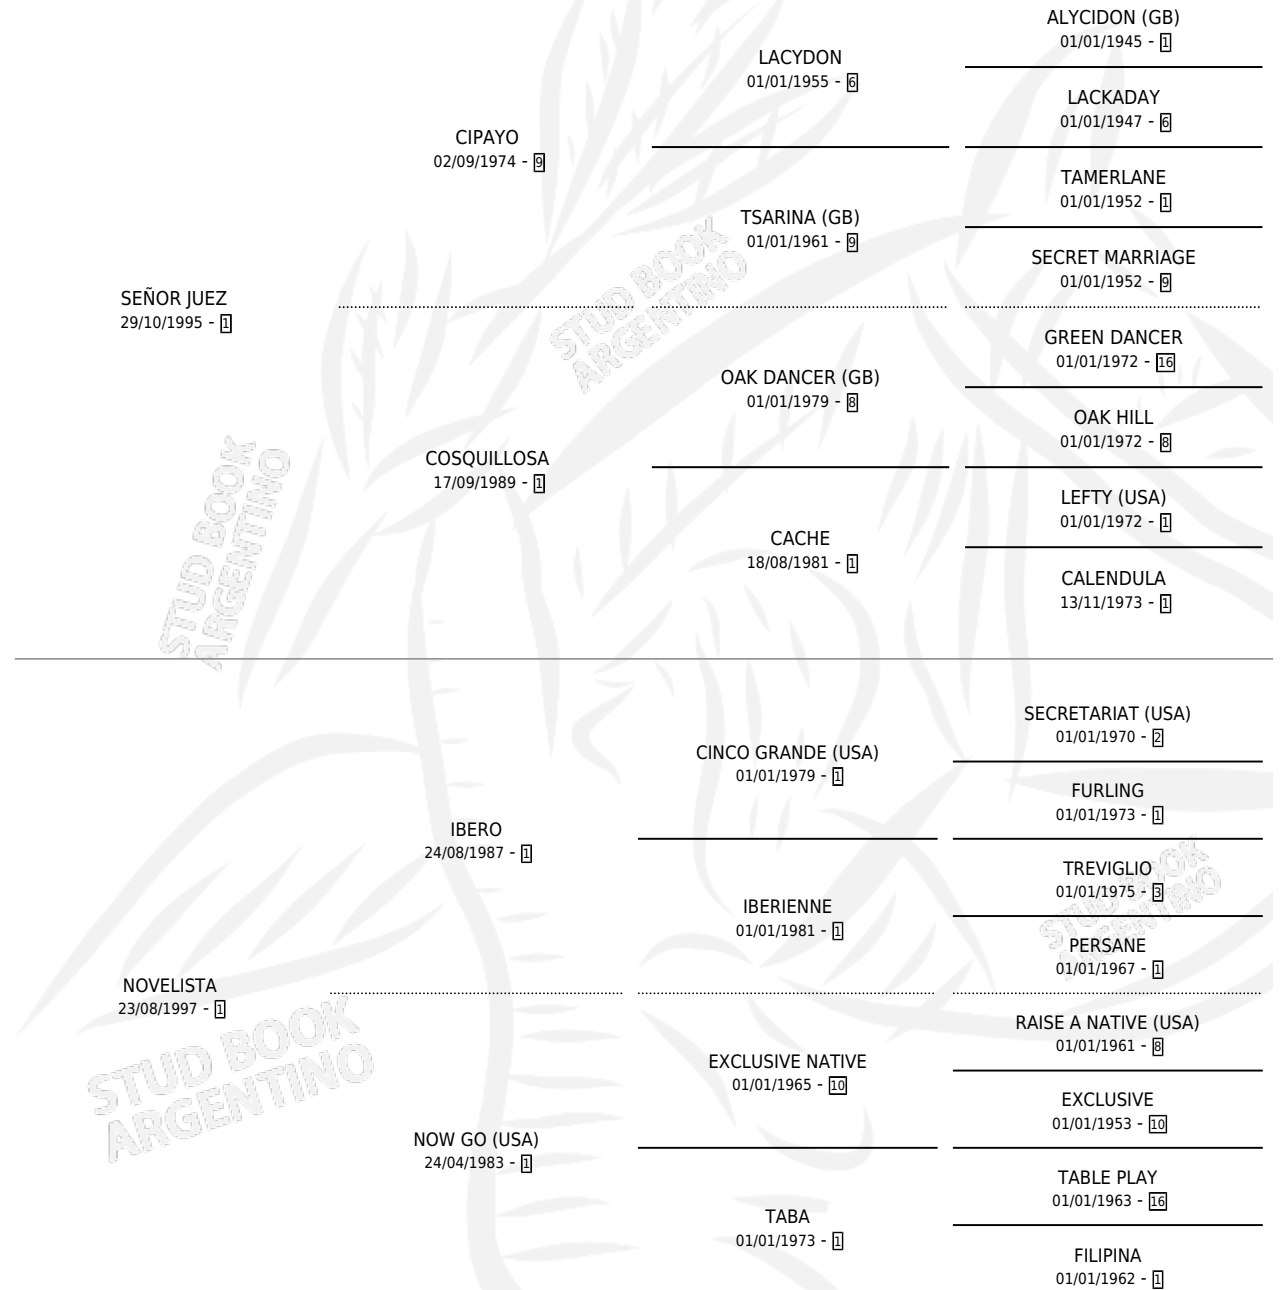 ALYCIDON (GB)
01/01/1945 - 1
LACYDON
01/01/1955 - 6
LACKADAY
01/01/1947 - 6
CIPAYO
02/09/1974 - 9
TAMERLANE
01/01/1952 - 1
TSARINA (GB)
01/01/1961 - 9
SECRET MARRIAGE
01/01/1952 - 9
SEÑOR JUEZ
29/10/1995 - 1
GREEN DANCER
01/01/1972 - 16
OAK DANCER (GB)
01/01/1979 - 8
OAK HILL
01/01/1972 - 8
COSQUILLOSA
17/09/1989 - 1
LEFTY (USA)
01/01/1972 - 1
CACHE
18/08/1981 - 1
CALENDULA
13/11/1973 - 1
SECRETARIAT (USA)
01/01/1970 - 2
CINCO GRANDE (USA)
01/01/1979 - 1
FURLING
01/01/1973 - 1
IBERO
24/08/1987 - 1
TREVIGLIO
01/01/1975 - 3
IBERIENNE
01/01/1981 - 1
PERSANE
01/01/1967 - 1
NOVELISTA
23/08/1997 - 1
RAISE A NATIVE (USA)
01/01/1961 - 8
EXCLUSIVE NATIVE
01/01/1965 - 10
EXCLUSIVE
01/01/1953 - 10
NOW GO (USA)
24/04/1983 - 1
TABLE PLAY
01/01/1963 - 16
TABA
01/01/1973 - 1
FILIPINA
01/01/1962 - 1
STUD BOOK
ARGENTINO
STUD BOOK
ARGENTINO
STUD BOOK
ARGENTINO
STUD BOOK
ARGENTINO